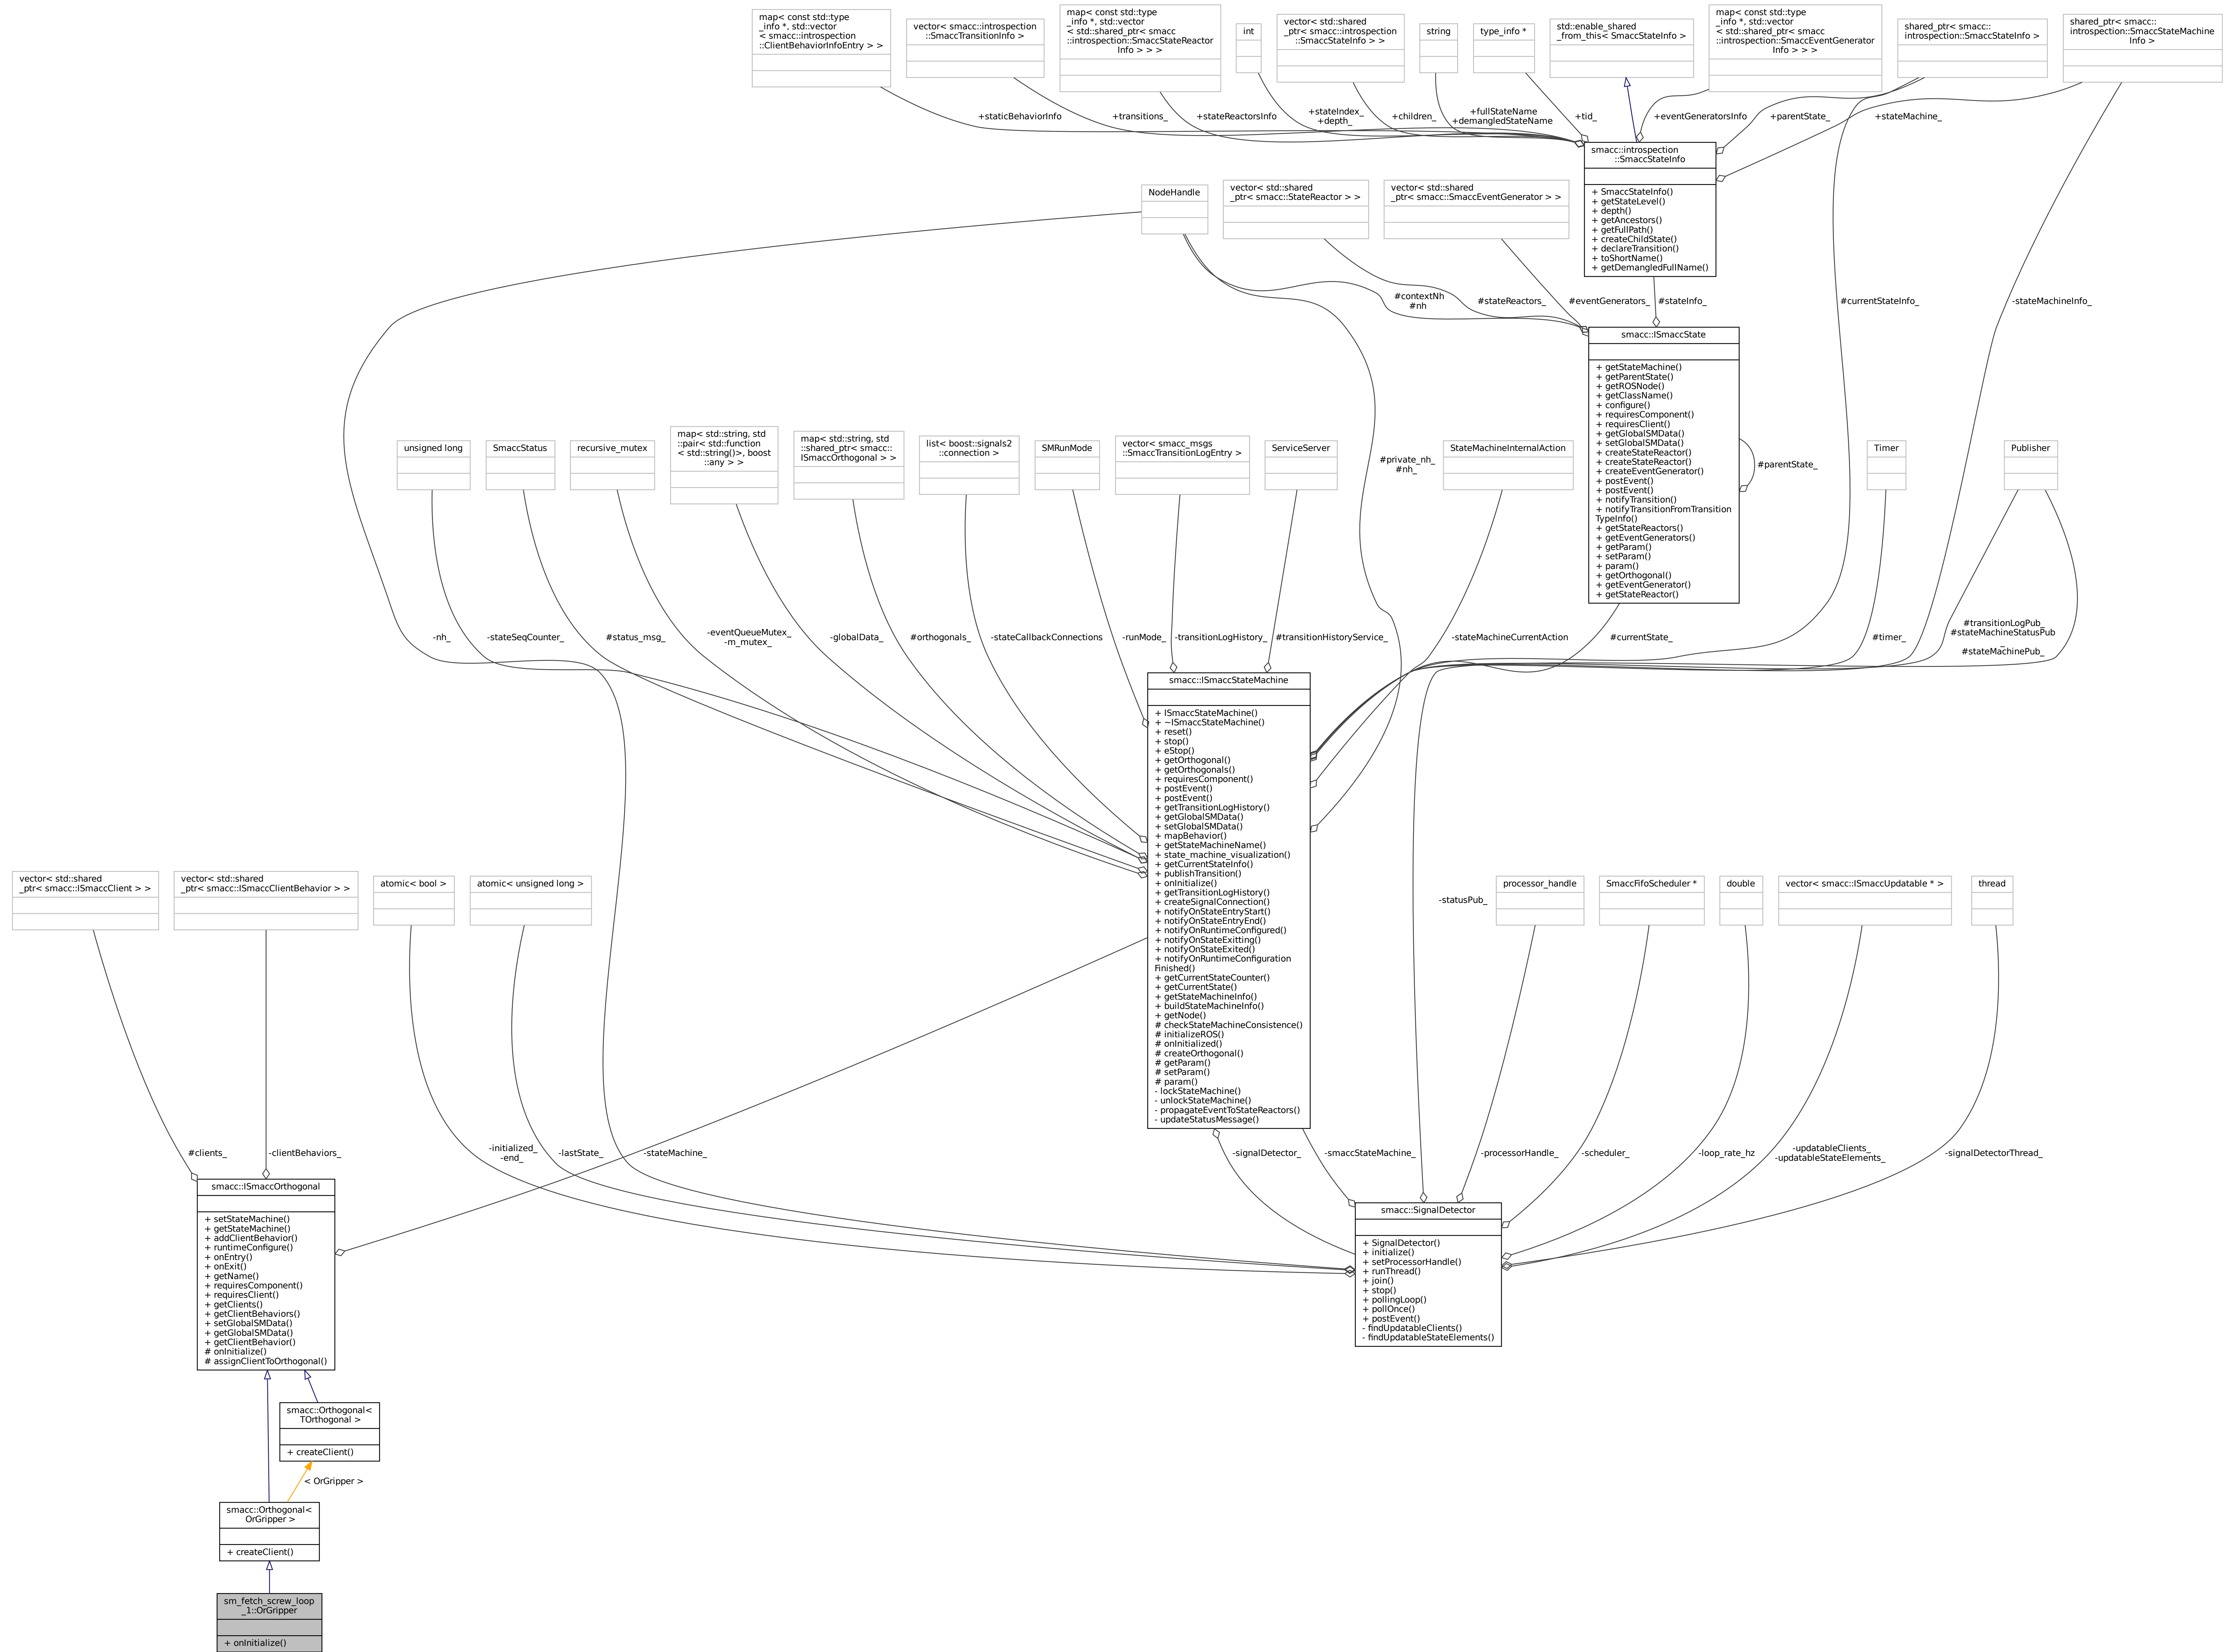 map< const std::type
_info *, std::vector
< smacc::introspection
::ClientBehaviorInfoEntry > >
vector< smacc::introspection
::SmaccTransitionInfo >
map< const std::type
_info *, std::vector
< std::shared_ptr< smacc
::introspection::SmaccStateReactor
Info > > >
int
vector< std::shared
_ptr< smacc::introspection
::SmaccStateInfo > >
string
type_info *
std::enable_shared
_from_this< SmaccStateInfo >
map< const std::type
_info *, std::vector
< std::shared_ptr< smacc
::introspection::SmaccEventGenerator
Info > > >
shared_ptr< smacc::
introspection::SmaccStateInfo >
shared_ptr< smacc::
introspection::SmaccStateMachine
Info >
+staticBehaviorInfo
+transitions_
+stateReactorsInfo
+stateIndex_
+depth_
+children_
+fullStateName
+demangledStateName
+tid_
+eventGeneratorsInfo
+parentState_
+stateMachine_
smacc::introspection
::SmaccStateInfo
+ SmaccStateInfo()
+ getStateLevel()
+ depth()
+ getAncestors()
+ getFullPath()
+ createChildState()
+ declareTransition()
+ toShortName()
+ getDemangledFullName()
NodeHandle
vector< std::shared
_ptr< smacc::StateReactor > >
vector< std::shared
_ptr< smacc::SmaccEventGenerator > >
#contextNh
#nh
#stateReactors_
#eventGenerators_
#stateInfo_
#currentStateInfo_
-stateMachineInfo_
smacc::ISmaccState
+ getStateMachine()
+ getParentState()
+ getROSNode()
+ getClassName()
+ configure()
+ requiresComponent()
+ requiresClient()
+ getGlobalSMData()
+ setGlobalSMData()
+ createStateReactor()
+ createStateReactor()
+ createEventGenerator()
+ postEvent()
+ postEvent()
+ notifyTransition()
+ notifyTransitionFromTransition
TypeInfo()
+ getStateReactors()
+ getEventGenerators()
+ getParam()
+ setParam()
+ param()
+ getOrthogonal()
+ getEventGenerator()
+ getStateReactor()
#parentState_
unsigned long
SmaccStatus
recursive_mutex
map< std::string, std
::pair< std::function
< std::string()>, boost
::any > >
map< std::string, std
::shared_ptr< smacc::
ISmaccOrthogonal > >
list< boost::signals2
::connection >
SMRunMode
vector< smacc_msgs
::SmaccTransitionLogEntry >
ServiceServer
#private_nh_
#nh_
StateMachineInternalAction
Timer
Publisher
-nh_
-stateSeqCounter_
#status_msg_
-eventQueueMutex_
-m_mutex_
-globalData_
#orthogonals_
-stateCallbackConnections
-runMode_
-transitionLogHistory_
#transitionHistoryService_
-stateMachineCurrentAction
#currentState_
#timer_
#transitionLogPub_
#stateMachineStatusPub
_
#stateMachinePub_
smacc::ISmaccStateMachine
+ ISmaccStateMachine()
+ ~ISmaccStateMachine()
+ reset()
+ stop()
+ eStop()
+ getOrthogonal()
+ getOrthogonals()
+ requiresComponent()
+ postEvent()
+ postEvent()
+ getTransitionLogHistory()
+ getGlobalSMData()
+ setGlobalSMData()
+ mapBehavior()
+ getStateMachineName()
+ state_machine_visualization()
+ getCurrentStateInfo()
+ publishTransition()
+ onInitialize()
+ getTransitionLogHistory()
+ createSignalConnection()
+ notifyOnStateEntryStart()
+ notifyOnStateEntryEnd()
+ notifyOnRuntimeConfigured()
+ notifyOnStateExitting()
+ notifyOnStateExited()
+ notifyOnRuntimeConfiguration
Finished()
+ getCurrentStateCounter()
+ getCurrentState()
+ getStateMachineInfo()
+ buildStateMachineInfo()
+ getNode()
# checkStateMachineConsistence()
# initializeROS()
# onInitialized()
# createOrthogonal()
# getParam()
# setParam()
# param()
- lockStateMachine()
- unlockStateMachine()
- propagateEventToStateReactors()
- updateStatusMessage()
vector< std::shared
_ptr< smacc::ISmaccClient > >
vector< std::shared
_ptr< smacc::ISmaccClientBehavior > >
atomic< bool >
atomic< unsigned long >
-statusPub_
processor_handle
SmaccFifoScheduler *
double
vector< smacc::ISmaccUpdatable * >
thread
#clients_
-clientBehaviors_
-initialized_
-end_
-lastState_
-stateMachine_
-signalDetector_
-smaccStateMachine_
-processorHandle_
-scheduler_
-loop_rate_hz
-updatableClients_
-updatableStateElements_
-signalDetectorThread_
smacc::ISmaccOrthogonal
+ setStateMachine()
+ getStateMachine()
+ addClientBehavior()
+ runtimeConfigure()
+ onEntry()
+ onExit()
+ getName()
+ requiresComponent()
+ requiresClient()
+ getClients()
+ getClientBehaviors()
+ setGlobalSMData()
+ getGlobalSMData()
+ getClientBehavior()
# onInitialize()
# assignClientToOrthogonal()
smacc::SignalDetector
+ SignalDetector()
+ initialize()
+ setProcessorHandle()
+ runThread()
+ join()
+ stop()
+ pollingLoop()
+ pollOnce()
+ postEvent()
- findUpdatableClients()
- findUpdatableStateElements()
smacc::Orthogonal<
TOrthogonal >
+ createClient()
< OrGripper >
smacc::Orthogonal<
OrGripper >
+ createClient()
sm_fetch_screw_loop
_1::OrGripper
+ onInitialize()